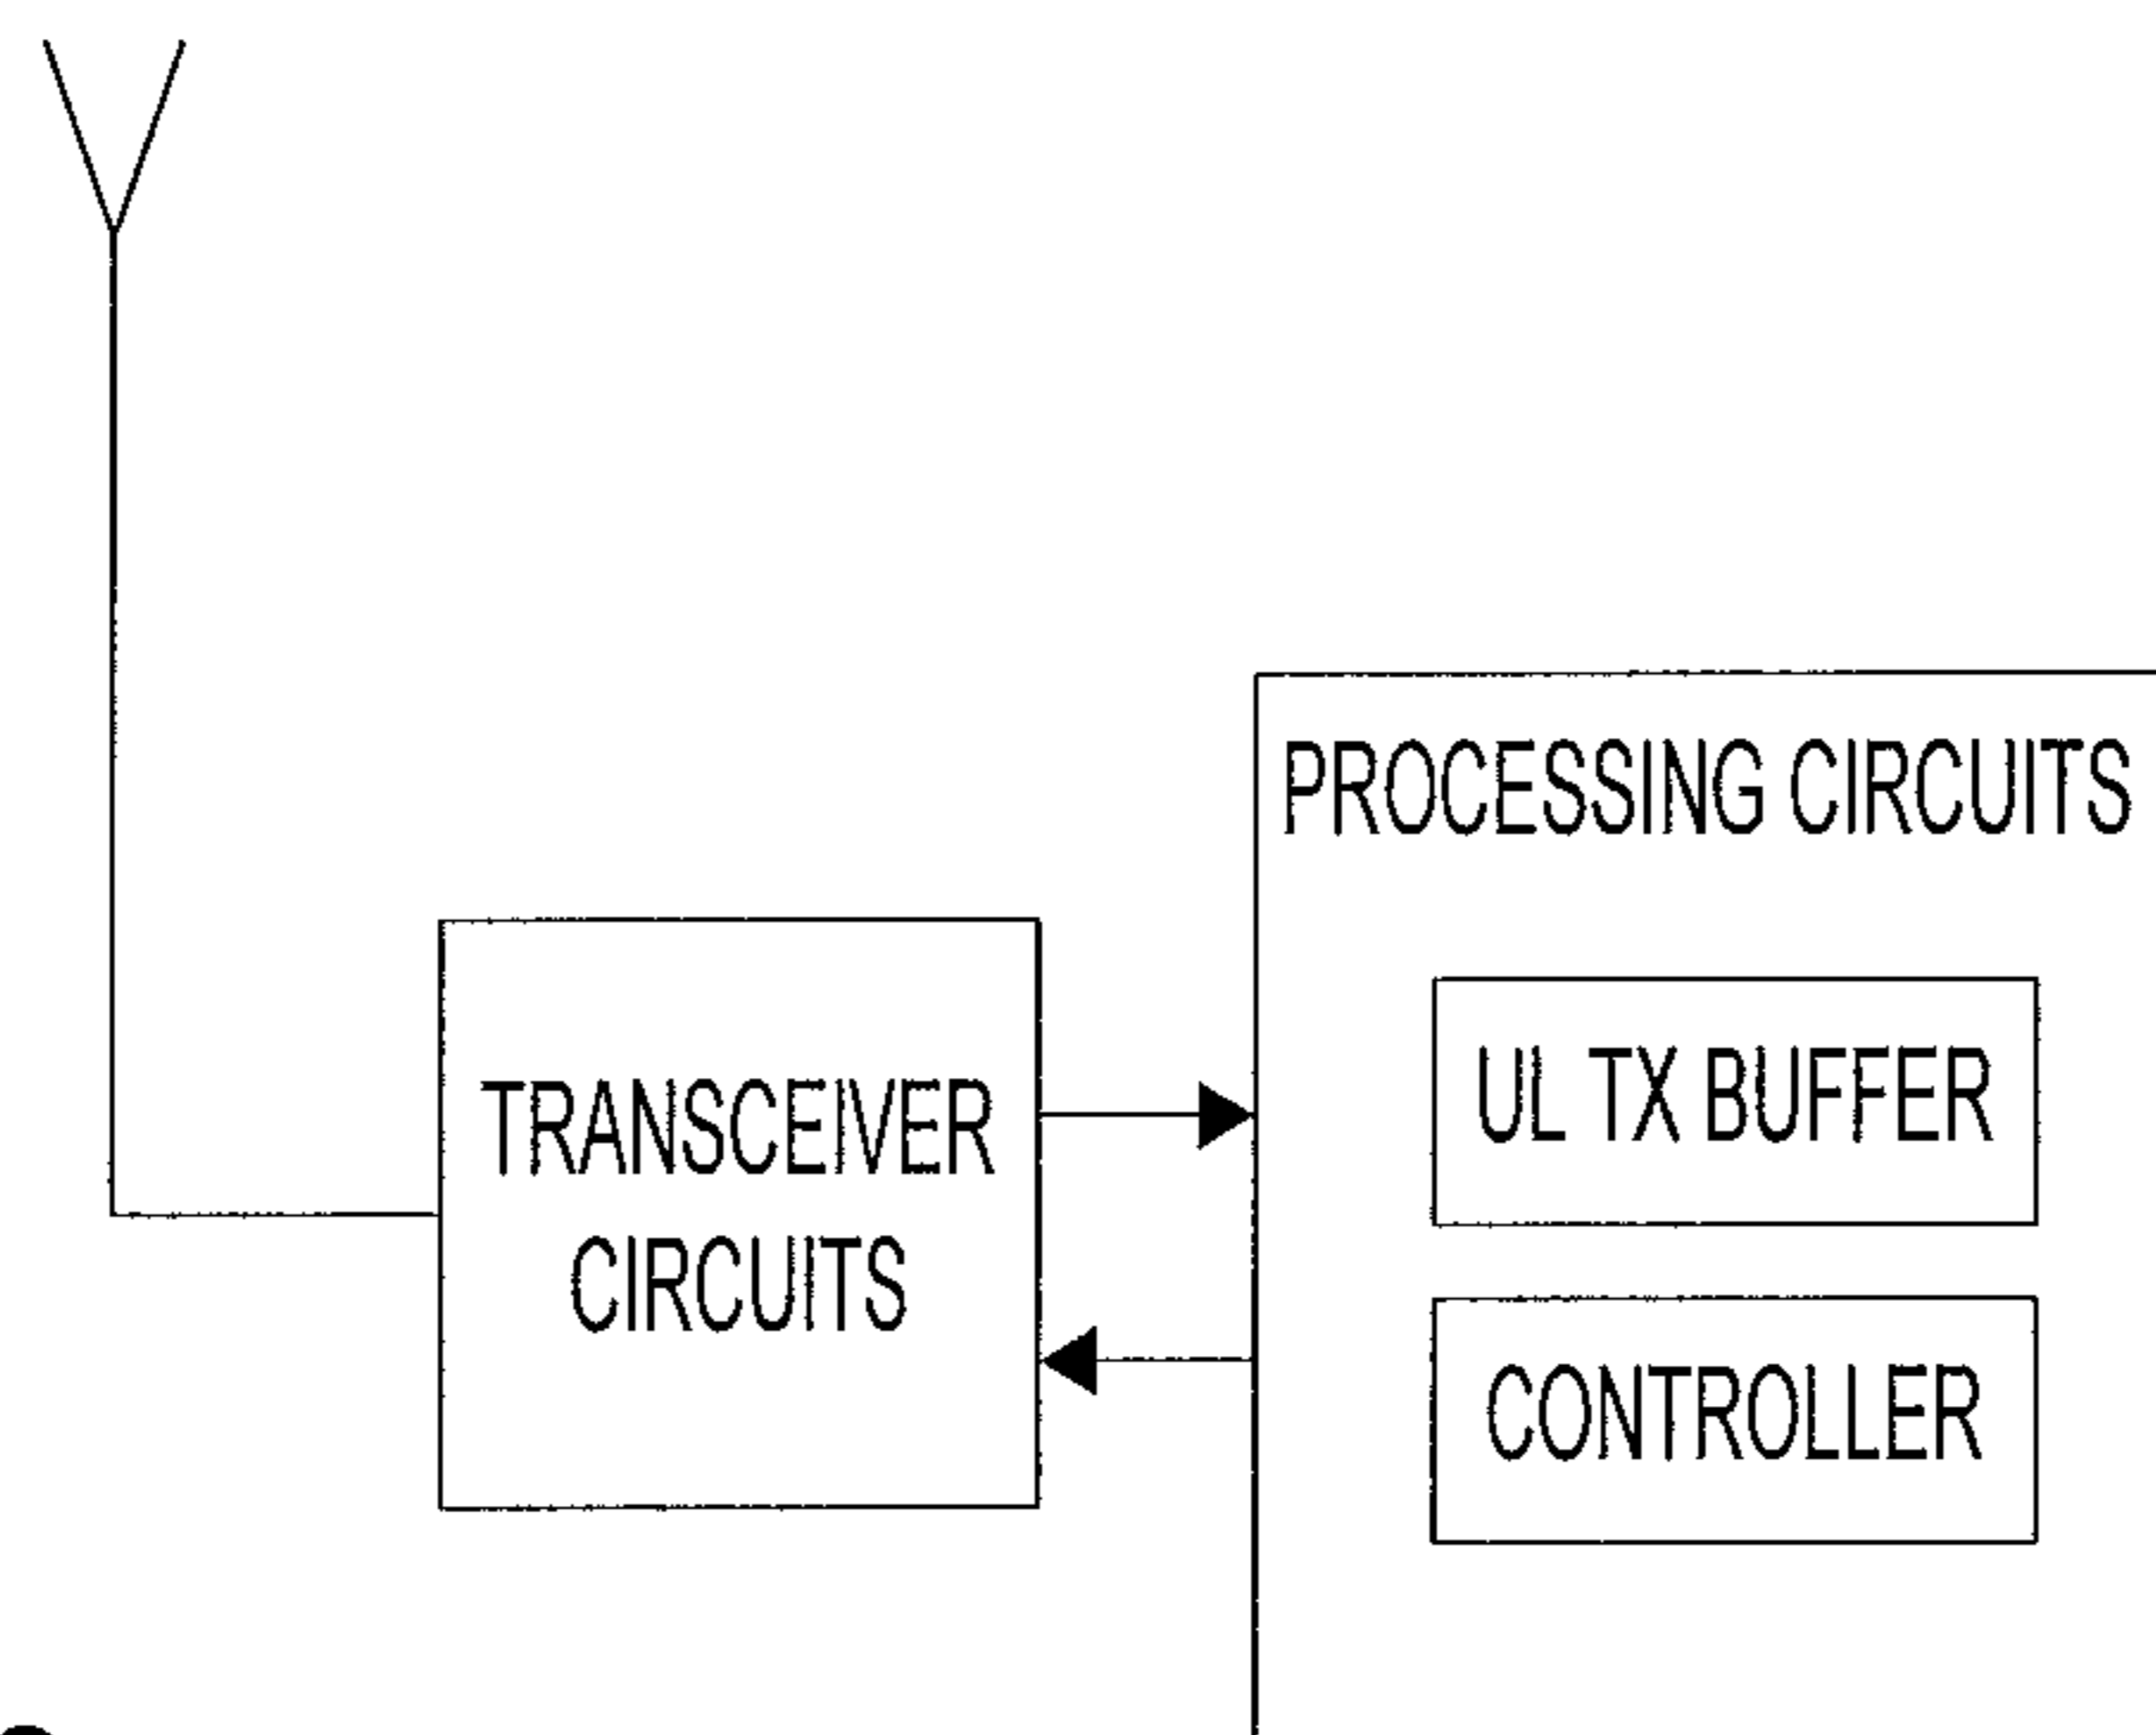 PROCESSING CIRCUITS
UL TX BUFFER
TRANSCEIVER
CIRCUITS
CONTROLLER